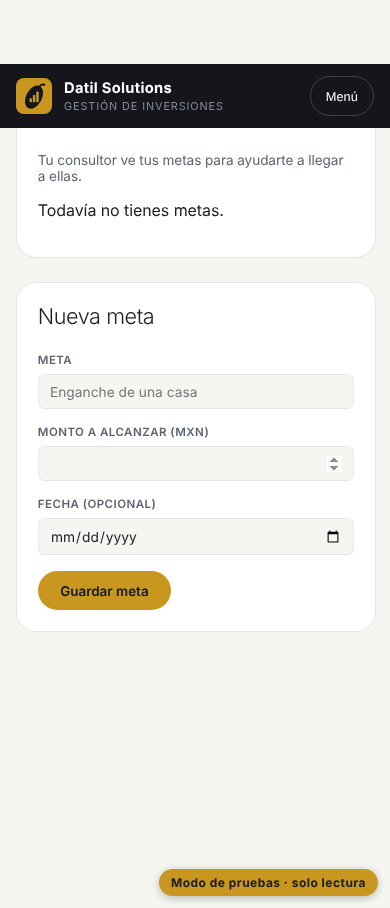 Datil Solutions
GESTIÓN DE INVERSIONES
Menú
Tu consultor ve tus metas para ayudarte a llegar
a ellas.
Todavía no tienes metas.
Nueva meta
META
Enganche de una casa
MONTO A ALCANZAR (MXN)
FECHA (OPCIONAL)
mm/dd/yyyy
Guardar meta
Modo de pruebas · solo lectura